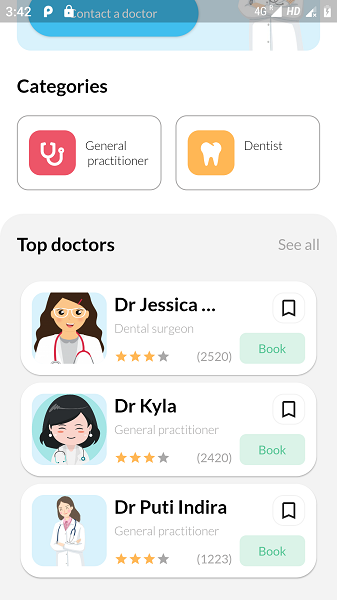 3:42
4G R HD
Contact a doctor
Categories
General
practitioner
Dentist
Top doctors
See all
Dr Jessica ...
Dental surgeon
(2520)
Book
Dr Kyla
General practitioner
(2420)
Book
Dr Puti Indira
General practitioner
(1223)
Book